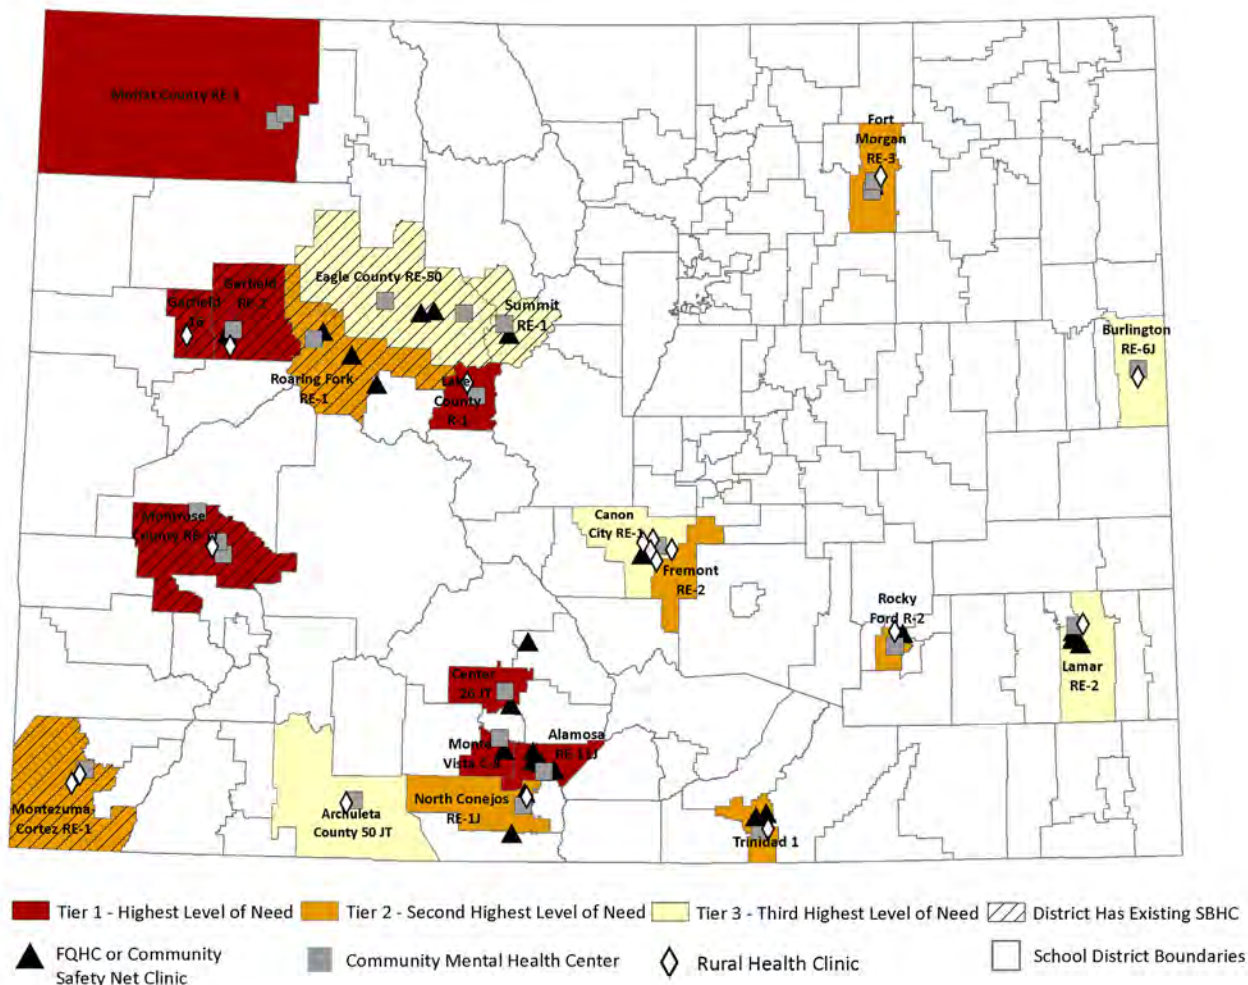 Moffat County RE-1
Fort
Morgan
RE-3
Eagle County RE-50
Garfield
RE-2
Garfield
16
Summit
RE-1
Burlington
RE-6J
Roaring Fork
RE-1
Lake
County
R-1
Montrose
County RE-1J
Canon
City RE-1
Fremont
RE-2
Rocky
Ford R-2
Lamar
RE-2
Center
26 JT
Monte
Vista C-8
Alamosa
RE 11J
North Conejos
RE-1J
Montezuma-
Cortez RE-1
Archuleta
County 50 JT
Trinidad 1
Tier 1 - Highest Level of Need
Tier 2 - Second Highest Level of Need
Tier 3 - Third Highest Level of Need
District Has Existing SBHC
FQHC or Community
Safety Net Clinic
Community Mental Health Center
Rural Health Clinic
School District Boundaries